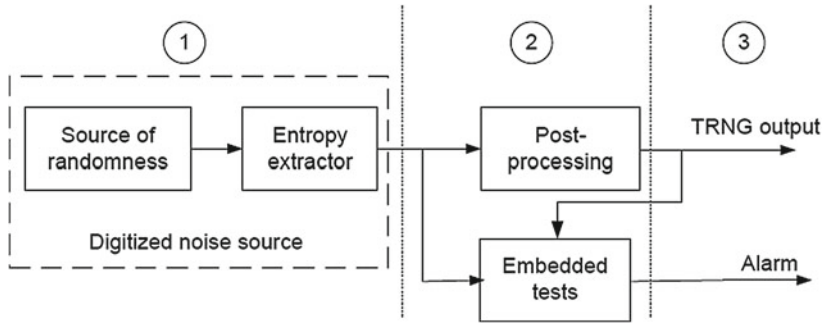 1
2
3
Source of
randomness
Entropy
extractor
Post-
processing
TRNG output
Digitized noise source
Embedded
tests
Alarm